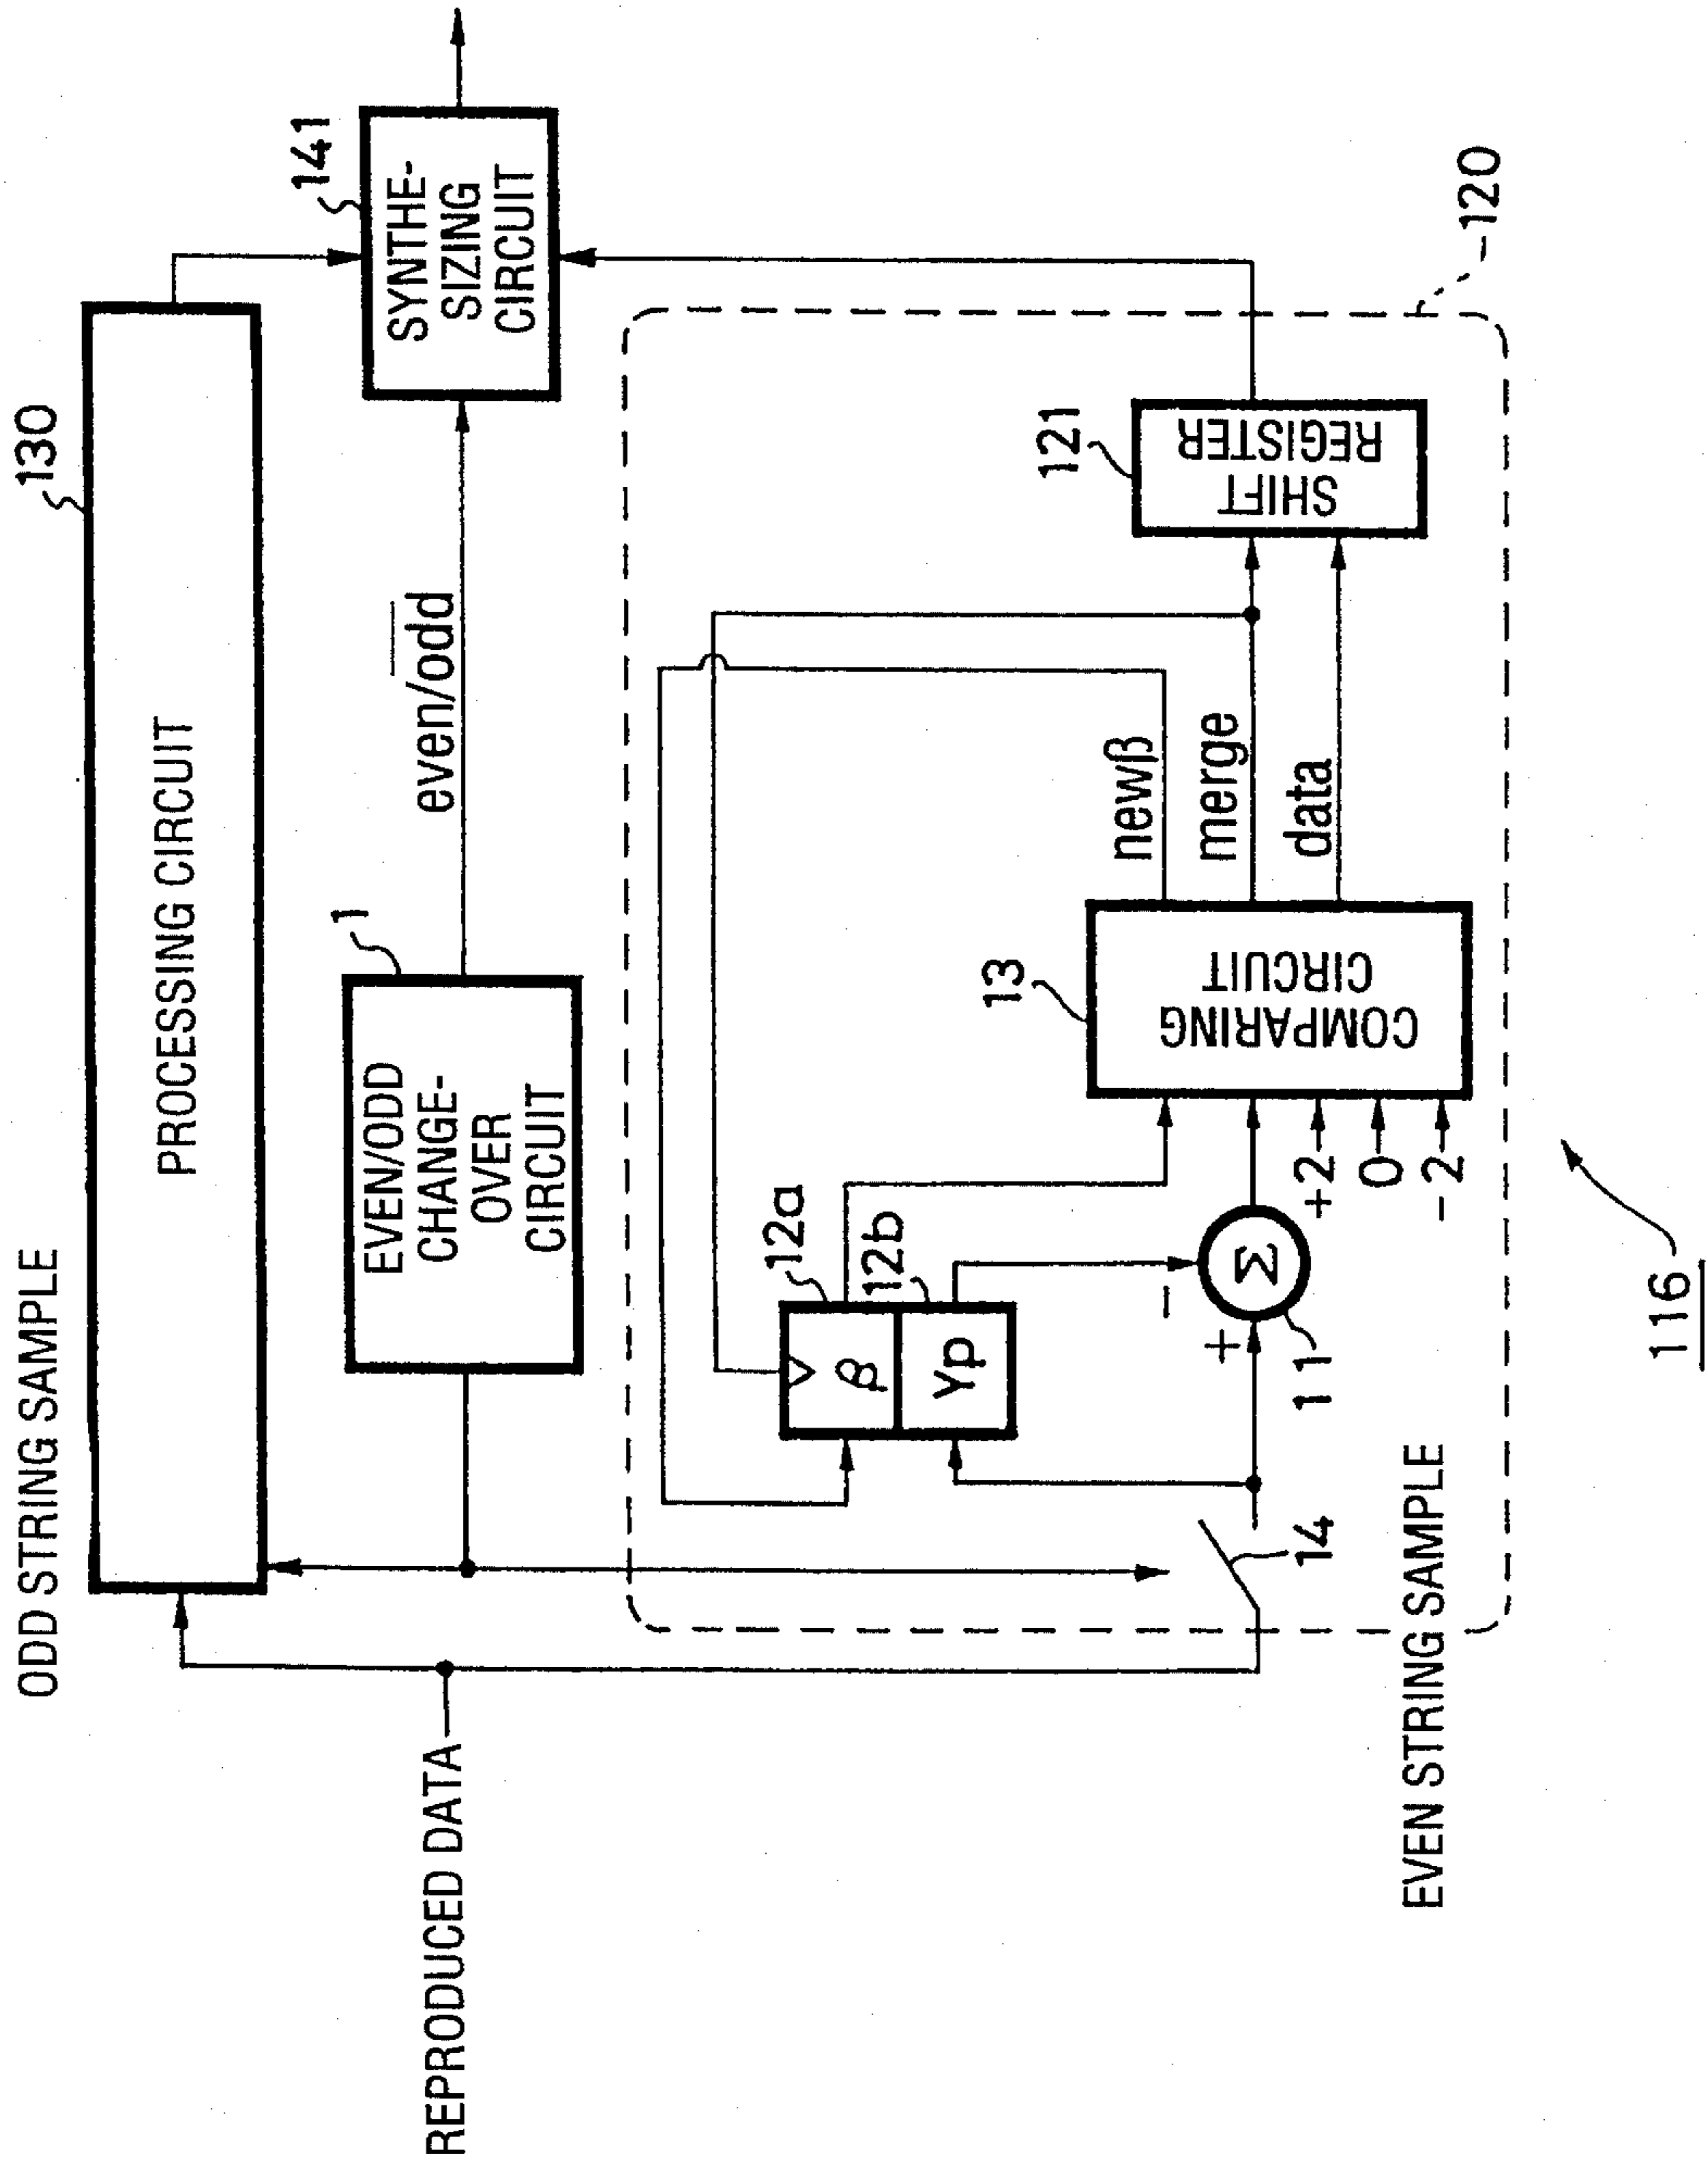 ODD STRING SAMPLE
130
PROCESSING CIRCUIT
141
SYNTHE-
SIZING
CIRCUIT
1
EVEN/ODD
CHANGE-
OVER
CIRCUIT
even/o̅dd
REPRODUCED DATA
120
12a
β
12b
Yp
newβ
merge
data
121
SHIFT
REGISTER
13
COMPARING
CIRCUIT
-
+
Σ
11
+2
0
-2
14
EVEN STRING SAMPLE
116